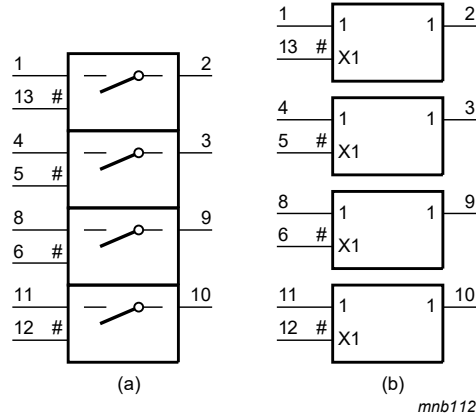 1 2
13 #
4 3
5 #
8 9
6 #
11 10
12 #
(a)
1 1 1 2
13 # X1
4 1 1 3
5 # X1
8 1 1 9
6 # X1
11 1 1 10
12 # X1
(b)
mnb112